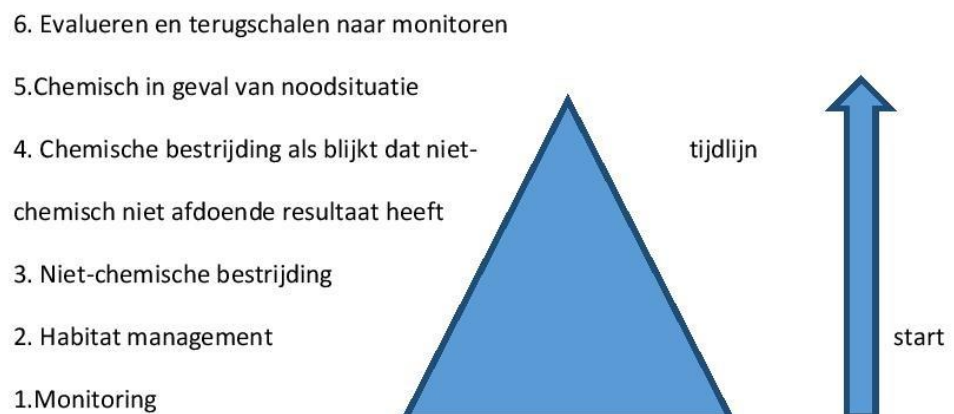 6. Evalueren en terugschalen naar monitoren
5.Chemisch in geval van noodsituatie
4. Chemische bestrijding als blijkt dat niet-
tijdlijn
chemisch niet afdoende resultaat heeft
3. Niet-chemische bestrijding
2. Habitat management
start
1.Monitoring